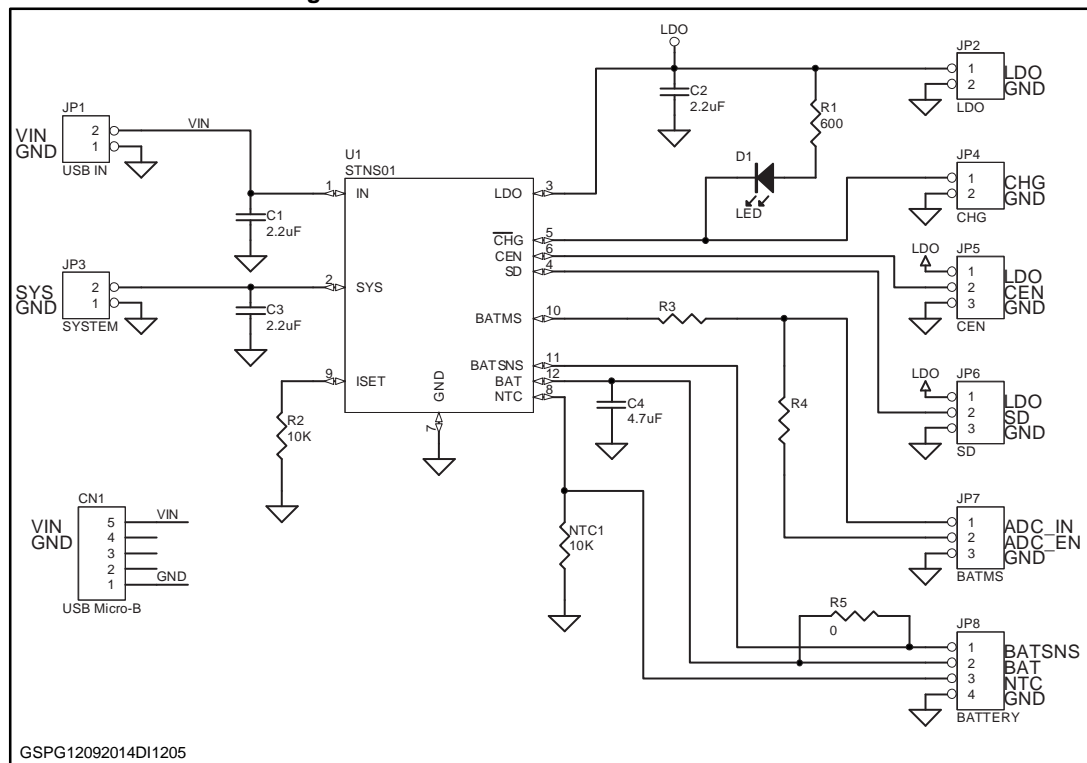 LDO
JP2
1
2
LDO
GND
LDO
C2
2.2uF
R1
600
JP1
VIN
GND
2
1
USB IN
VIN
U1
STNS01
1
IN
LDO
3
D1
LED
JP4
1
2
CHG
GND
CHG
C1
2.2uF
CHG
5
CEN
6
SD
4
LDO
JP5
1
2
3
LDO
CEN
GND
CEN
JP3
SYS
GND
2
1
SYSTEM
2
SYS
C3
2.2uF
BATMS
10
R3
BATSNS
11
BAT
12
NTC
8
9
ISET
GND
7
R2
10K
C4
4.7uF
R4
LDO
JP6
1
2
3
LDO
SD
GND
SD
CN1
VIN
GND
5
4
3
2
1
VIN
GND
USB Micro-B
NTC1
10K
JP7
1
2
3
ADC_IN
ADC_EN
GND
BATMS
R5
0
JP8
1
2
3
4
BATSNS
BAT
NTC
GND
BATTERY
GSPG12092014DI1205